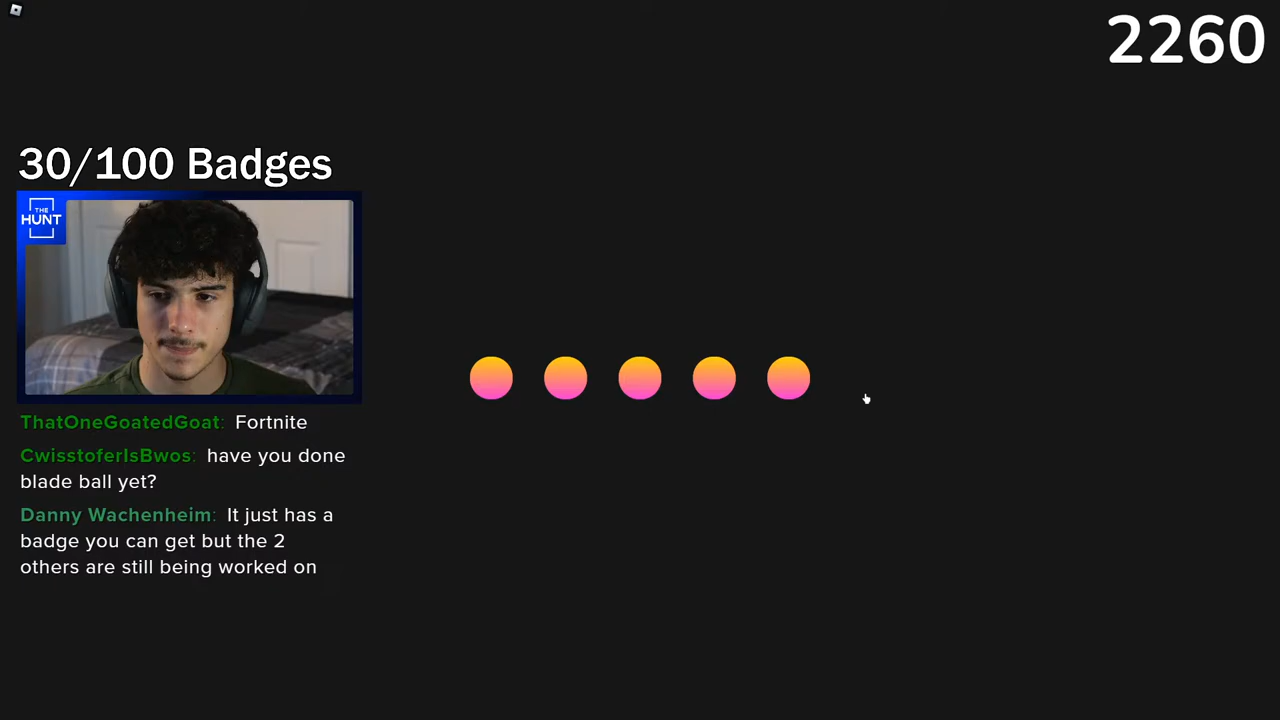 2260
30/100 Badges
THE
HUNT
ThatOneGoatedGoat: Fortnite
CwisstoferIsBwos: have you done
blade ball yet?
Danny Wachenheim: It just has a
badge you can get but the 2
others are still being worked on